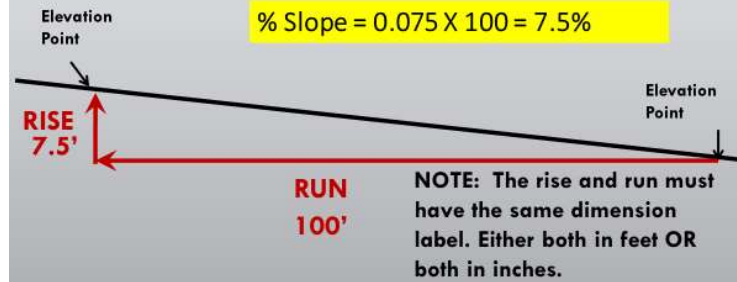 Elevation
Point
% Slope = 0.075 X 100 = 7.5%
Elevation
Point
RISE
7.5’
RUN
100’
NOTE:  The rise and run must
have the same dimension
label. Either both in feet OR
both in inches.